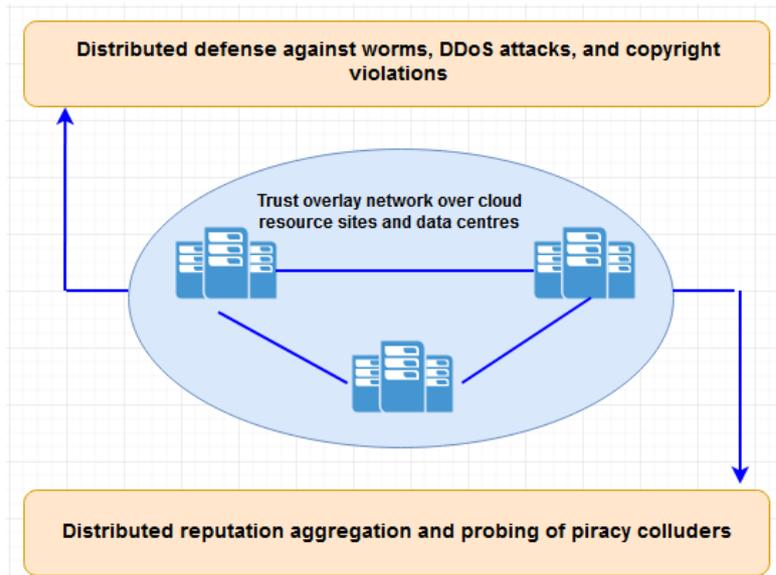 Distributed defense against worms, DDoS attacks, and copyright
violations
Trust overlay network over cloud
resource sites and data centres
Distributed reputation aggregation and probing of piracy colluders